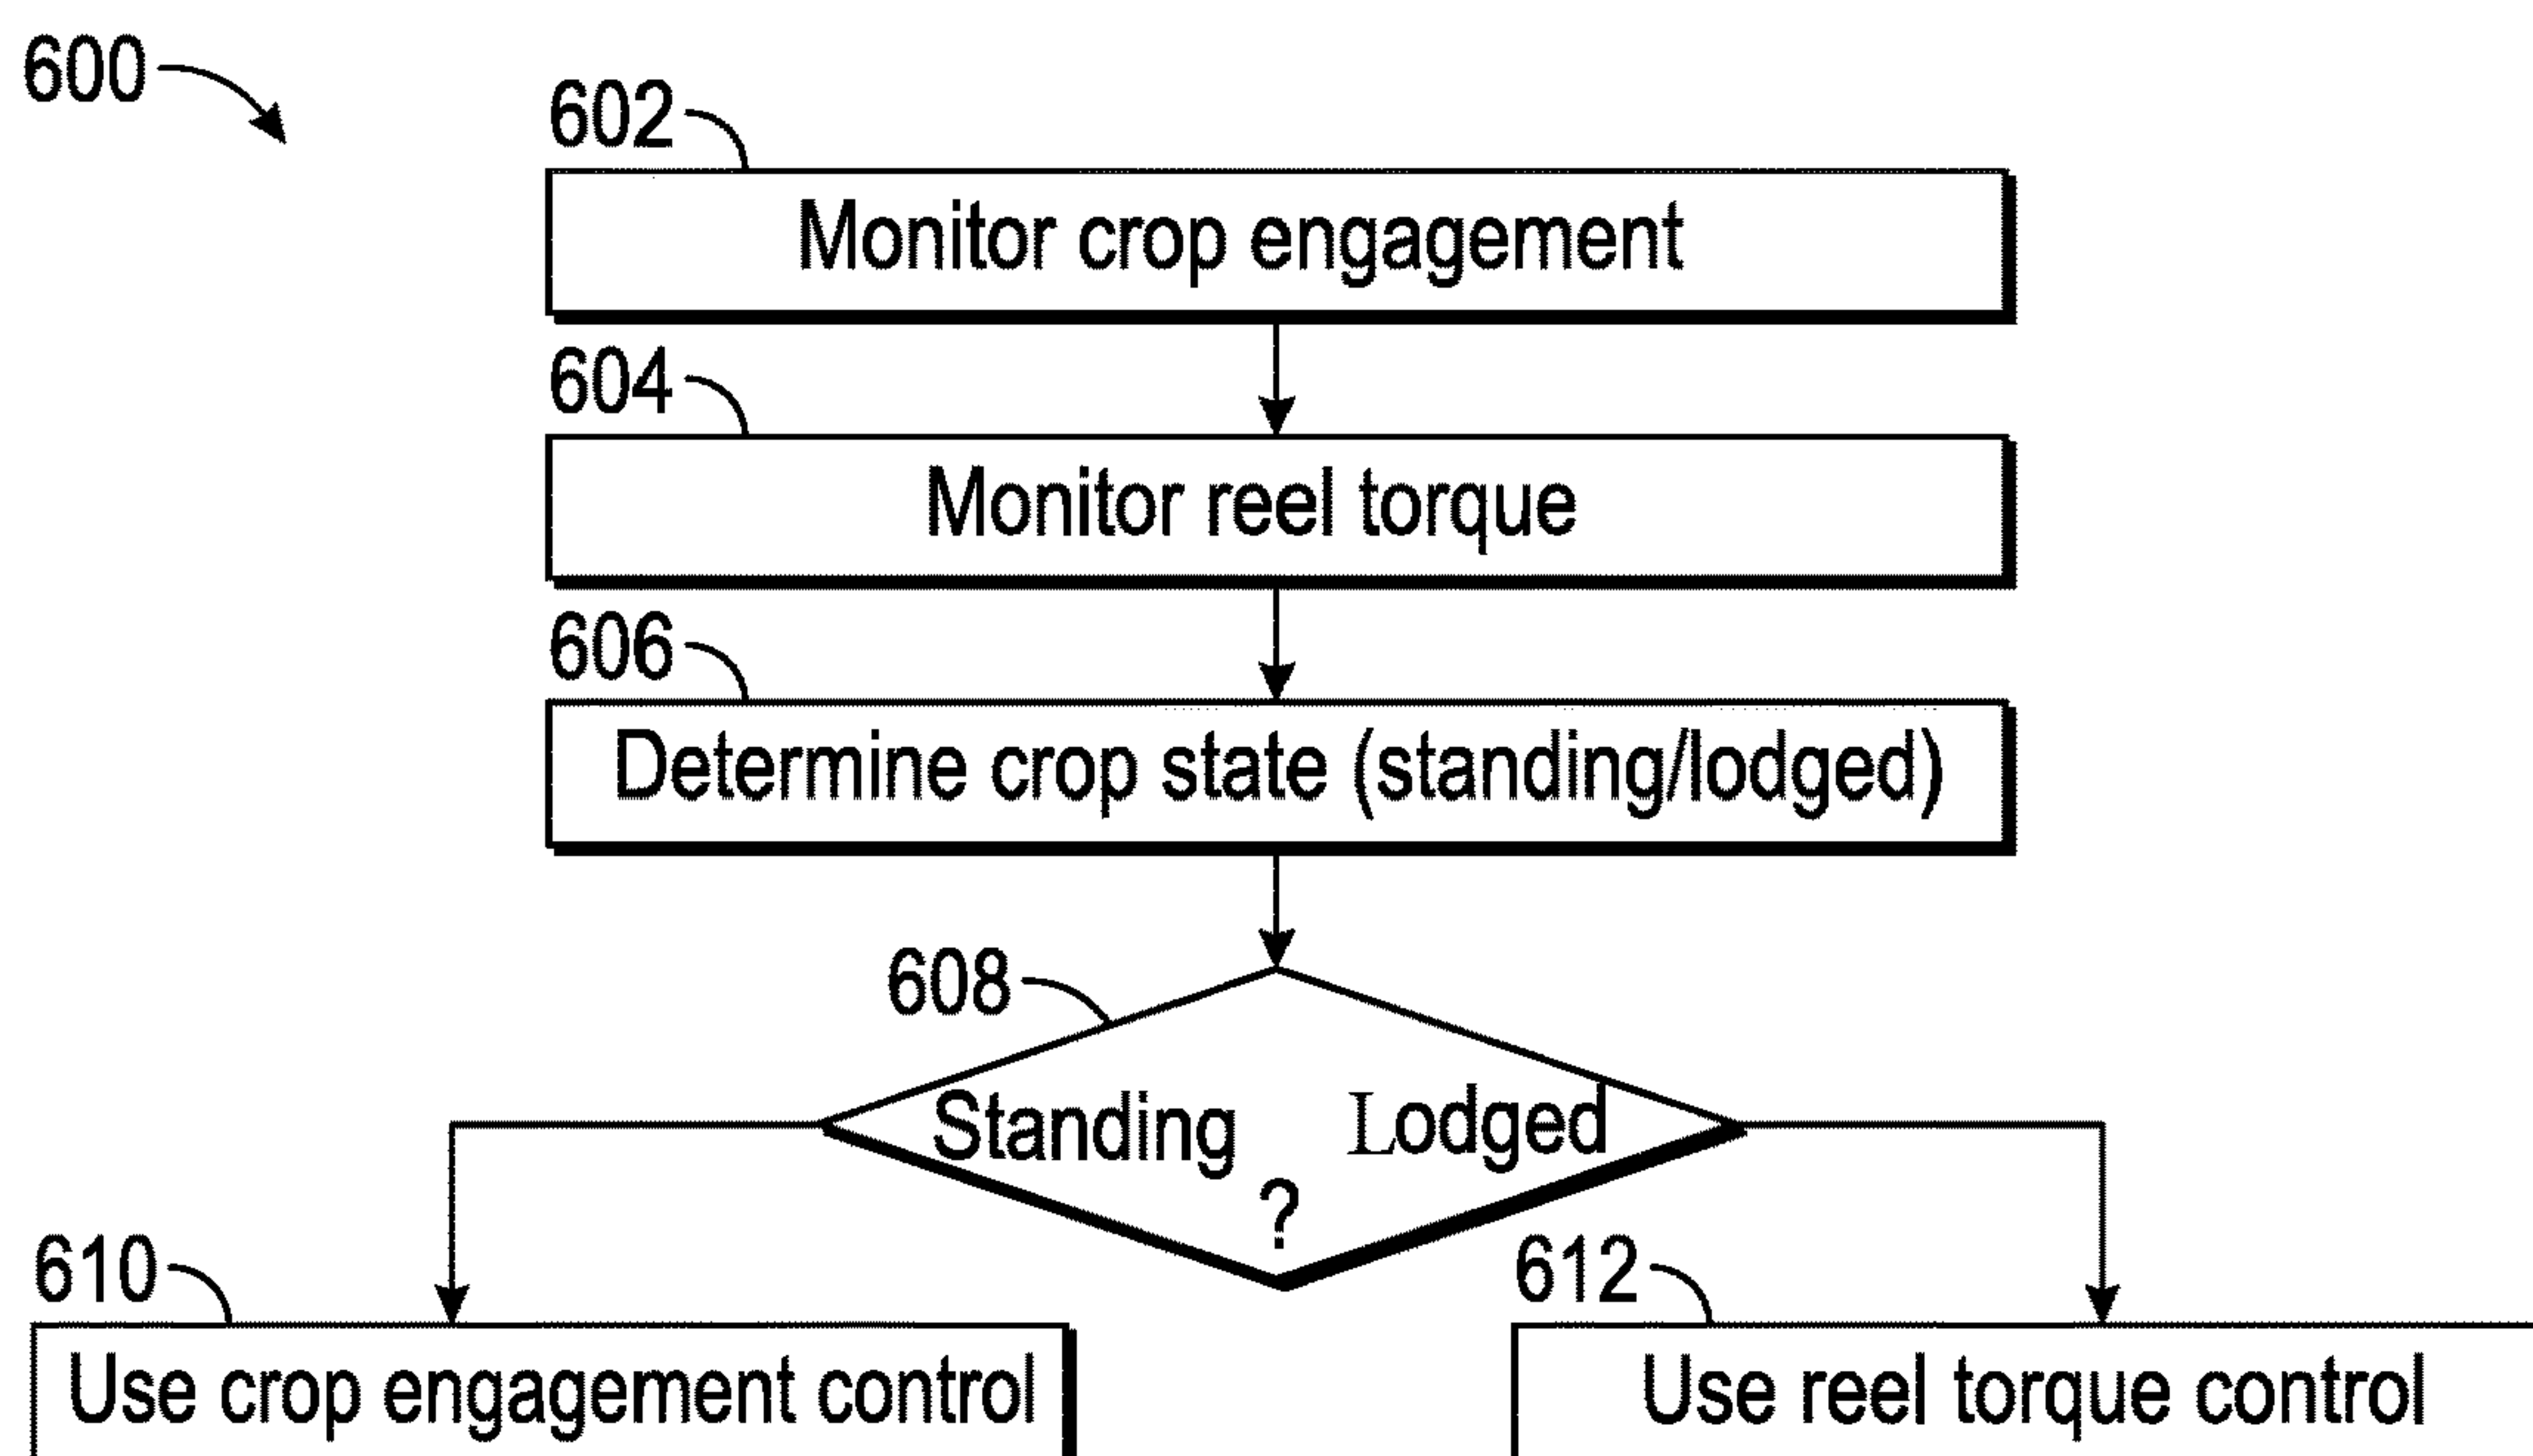 600
602
Monitor crop engagement
604
Monitor reel torque
606
Determine crop state (standing/lodged)
608
Standing Lodged
?
610
Use crop engagement control
612
Use reel torque control